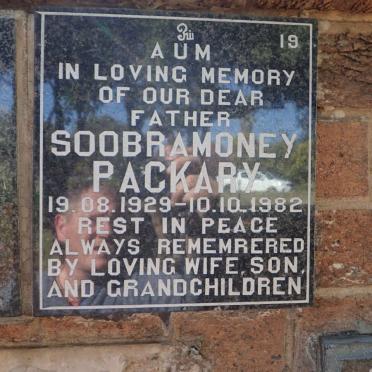 ௐ 19
AUM
IN LOVING MEMORY
OF OUR DEAR
FATHER
SOOBRAMONEY
PACKARY
19.08.1929-10.10.1982
REST IN PEACE
ALWAYS REMEMRERED
BY LOVING WIFE, SON,
AND GRANDCHILDREN